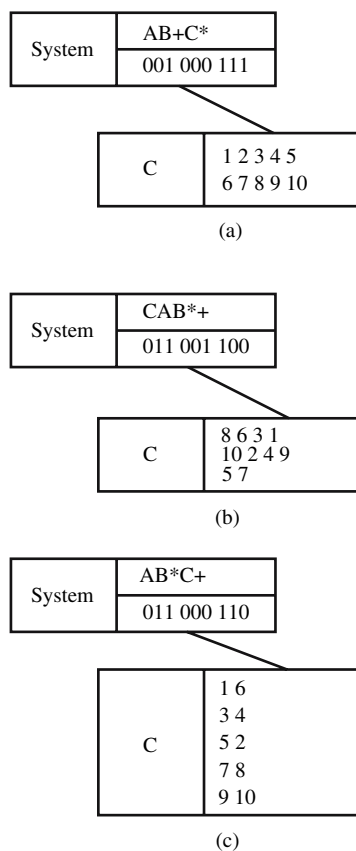 System
AB+C*
001 000 111
C
1 2 3 4 5
6 7 8 9 10
(a)
System
CAB*+
011 001 100
C
8 6 3 1
10 2 4 9
5 7
(b)
System
AB*C+
011 000 110
C
1 6
3 4
5 2
7 8
9 10
(c)